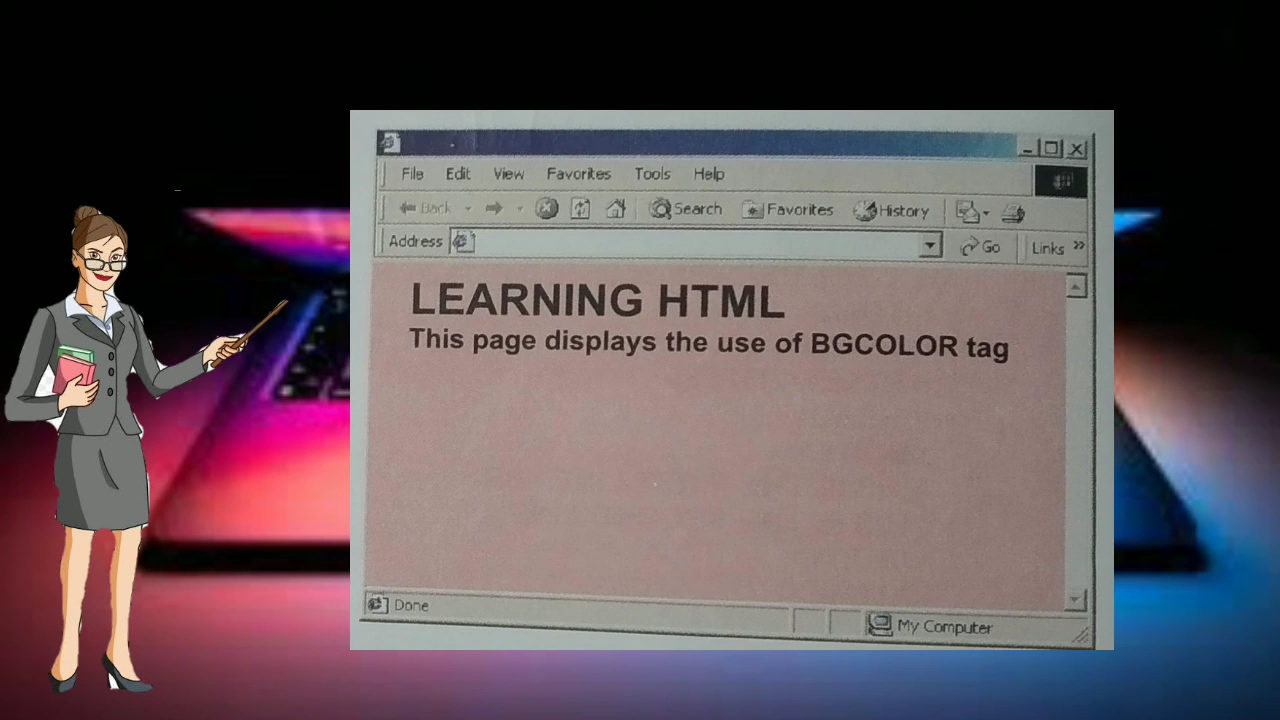 File Edit View Favorites Tools Help
Back Search Favorites History
Address Go Links »
LEARNING HTML
This page displays the use of BGCOLOR tag
Done My Computer